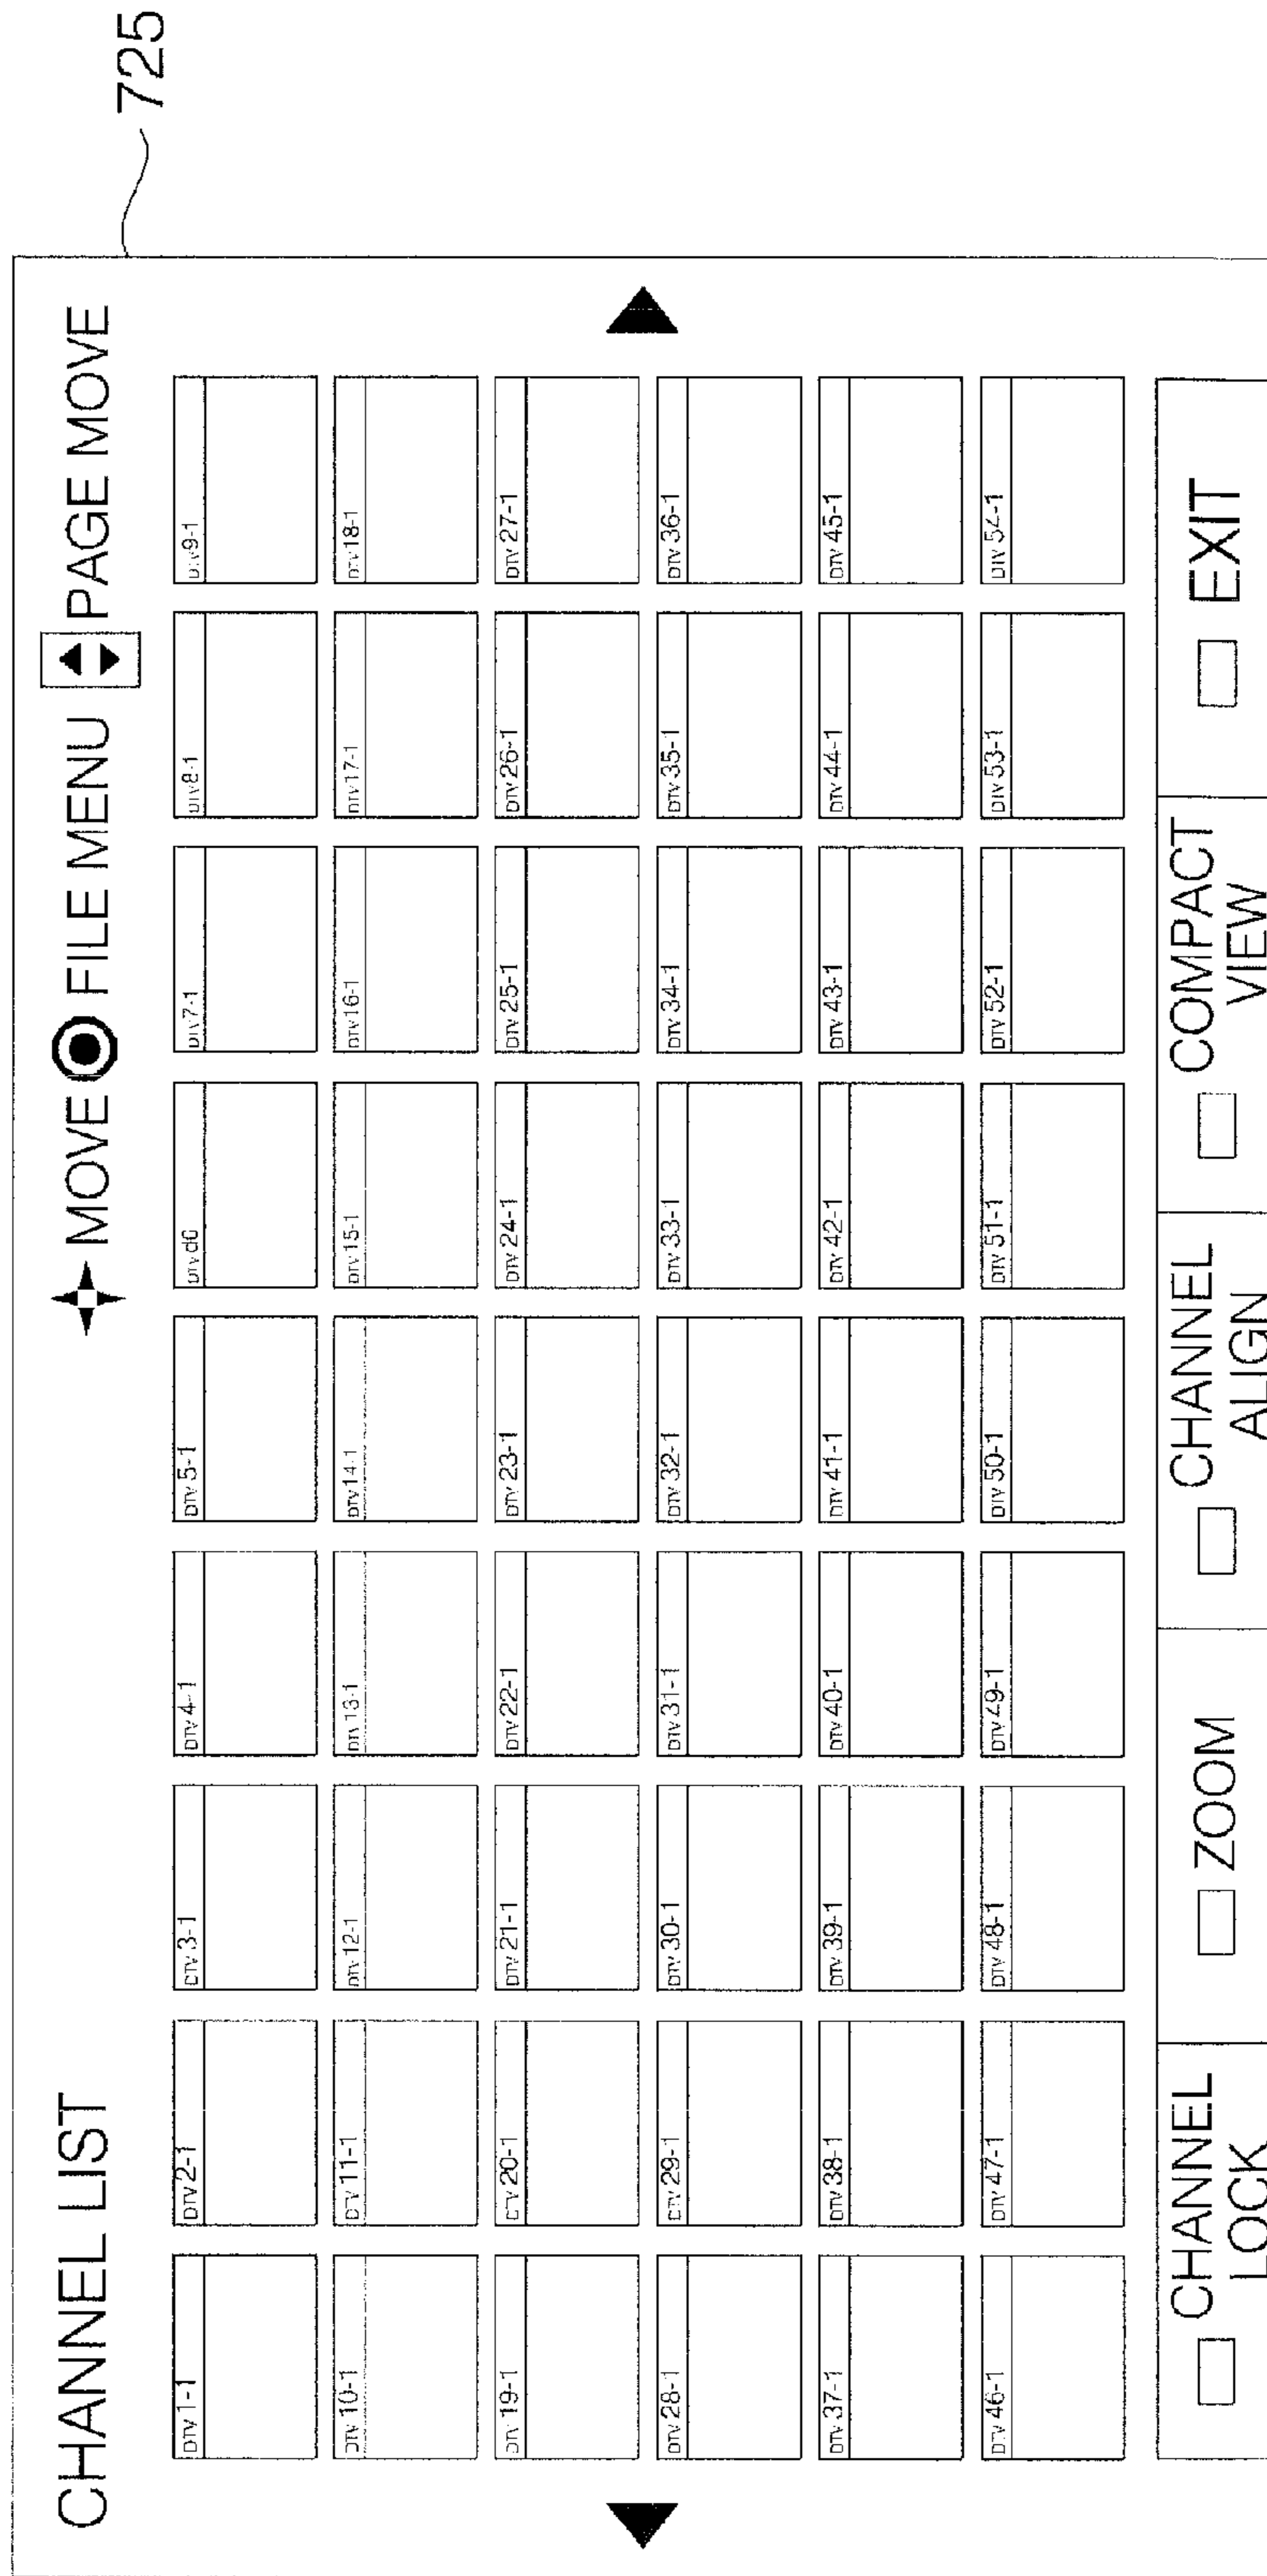 725
CHANNEL LIST MOVE FILE MENU PAGE MOVE
DTV 1-1 DTV 2-1 DTV 3-1 DTV 4-1 DTV 5-1 DTV d0 DTV 7-1 DTV 8-1 DTV 9-1
DTV 10-1 DTV 11-1 DTV 12-1 DTV 13-1 DTV 14-1 DTV 15-1 DTV 16-1 DTV 17-1 DTV 18-1
DTV 19-1 DTV 20-1 DTV 21-1 DTV 22-1 DTV 23-1 DTV 24-1 DTV 25-1 DTV 26-1 DTV 27-1
DTV 28-1 DTV 29-1 DTV 30-1 DTV 31-1 DTV 32-1 DTV 33-1 DTV 34-1 DTV 35-1 DTV 36-1
DTV 37-1 DTV 38-1 DTV 39-1 DTV 40-1 DTV 41-1 DTV 42-1 DTV 43-1 DTV 44-1 DTV 45-1
DTV 46-1 DTV 47-1 DTV 48-1 DTV 49-1 DTV 50-1 DTV 51-1 DTV 52-1 DTV 53-1 DTV 54-1
CHANNEL
LOCK
ZOOM
CHANNEL
ALIGN
COMPACT
VIEW
EXIT